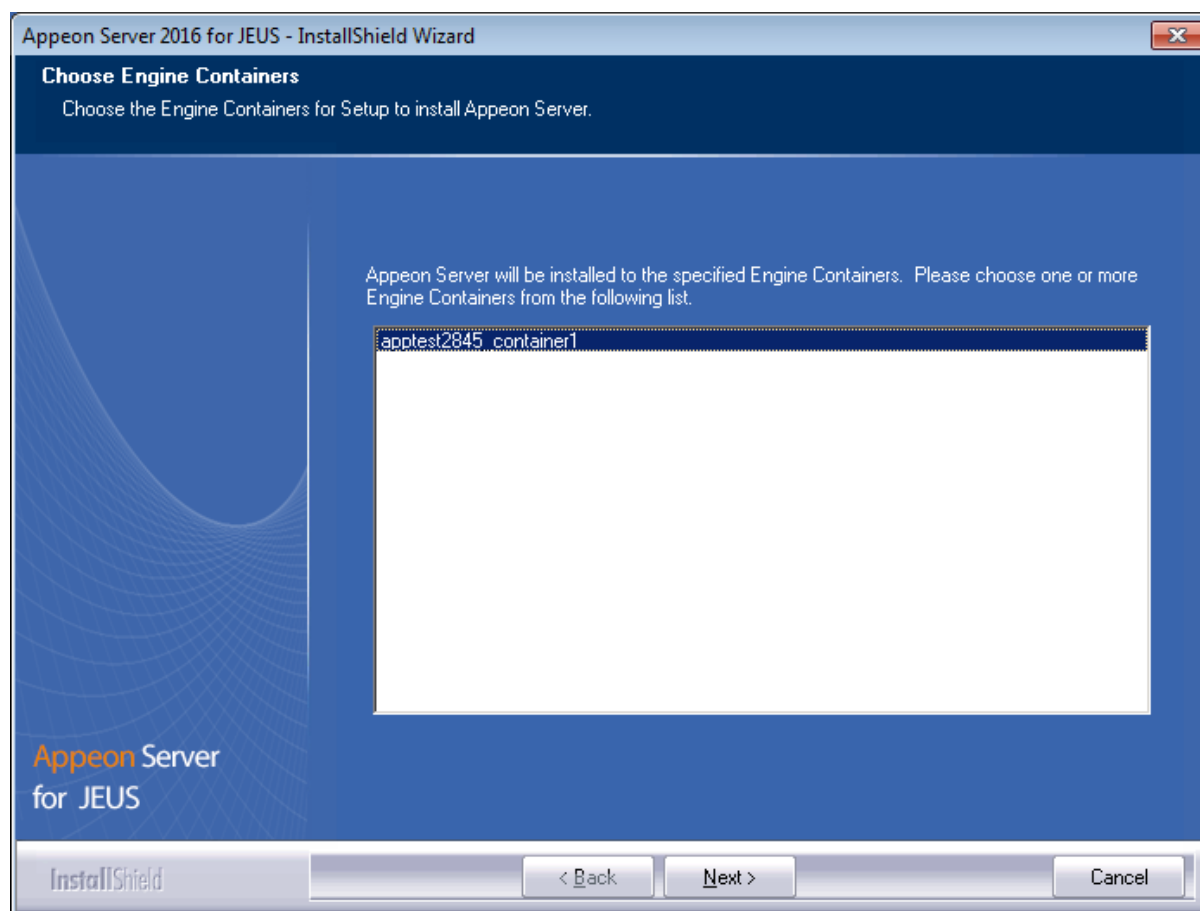 Appeon Server 2016 for JEUS - InstallShield Wizard
Choose Engine Containers
Choose the Engine Containers for Setup to install Appeon Server.
Appeon Server will be installed to the specified Engine Containers.  Please choose one or more
Engine Containers from the following list.
apptest2845_container1
Appeon Server
for JEUS
InstallShield
< Back
Next >
Cancel